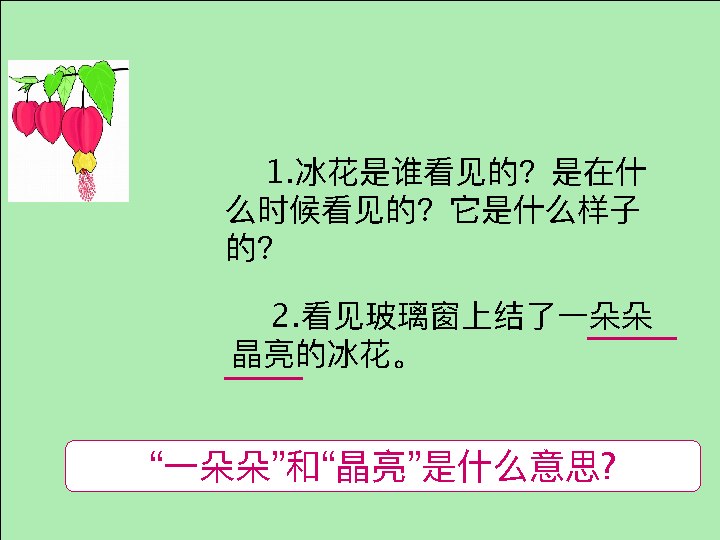 1.冰花是谁看见的？是在什
么时候看见的？它是什么样子
的？
2.看见玻璃窗上结了一朵朵
晶亮的冰花。
“一朵朵”和“晶亮”是什么意思?